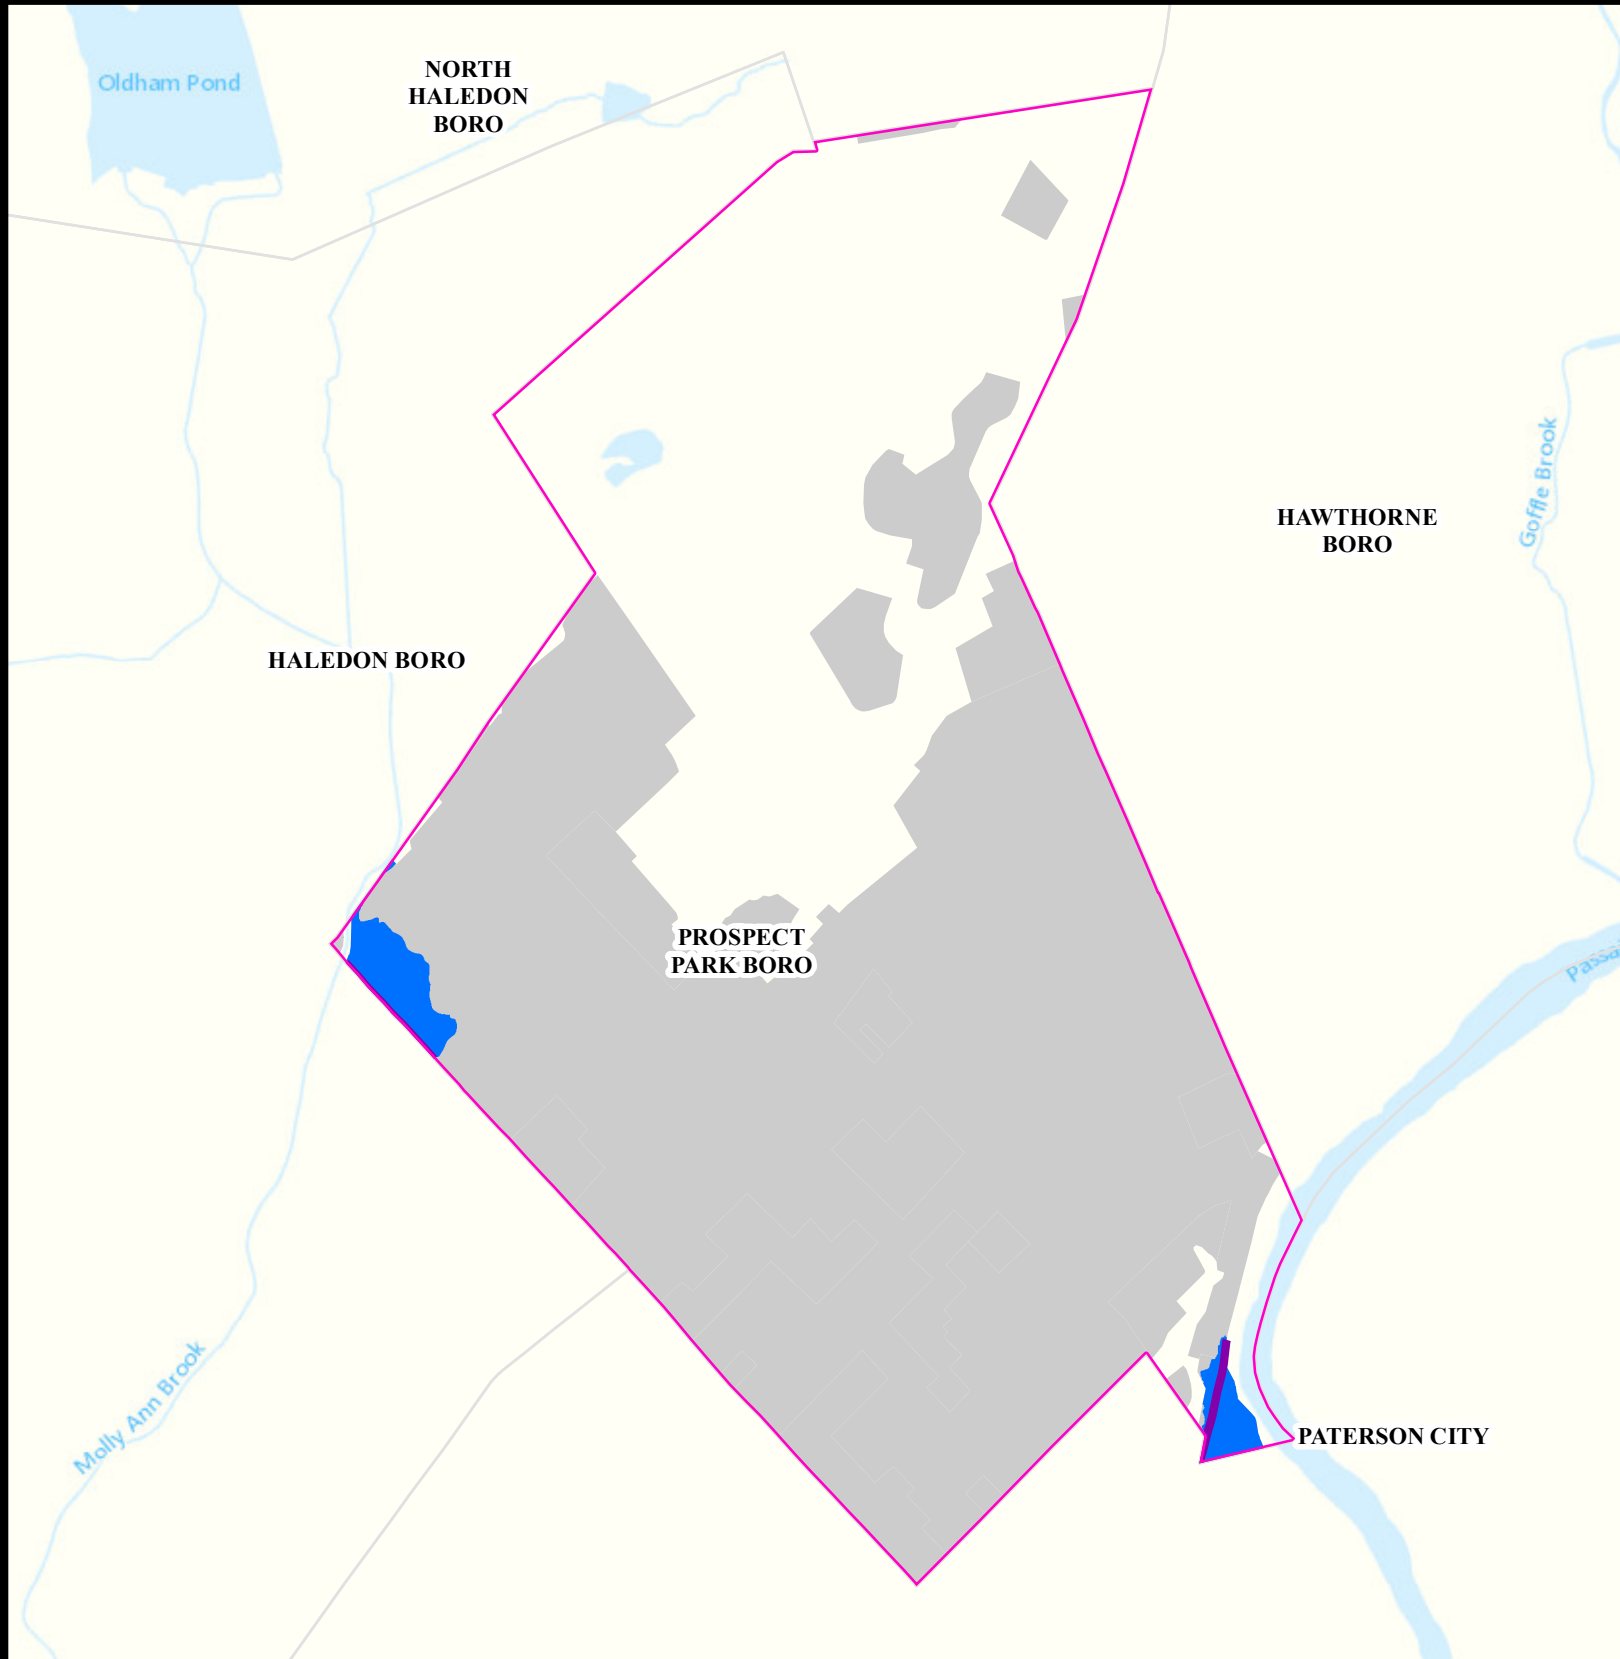 Oldham Pond
NORTH
HALEDON
BORO
HAWTHORNE
BORO
Goffle Brook
HALEDON BORO
PROSPECT
PARK BORO
Passa
Molly Ann Brook
PATERSON CITY